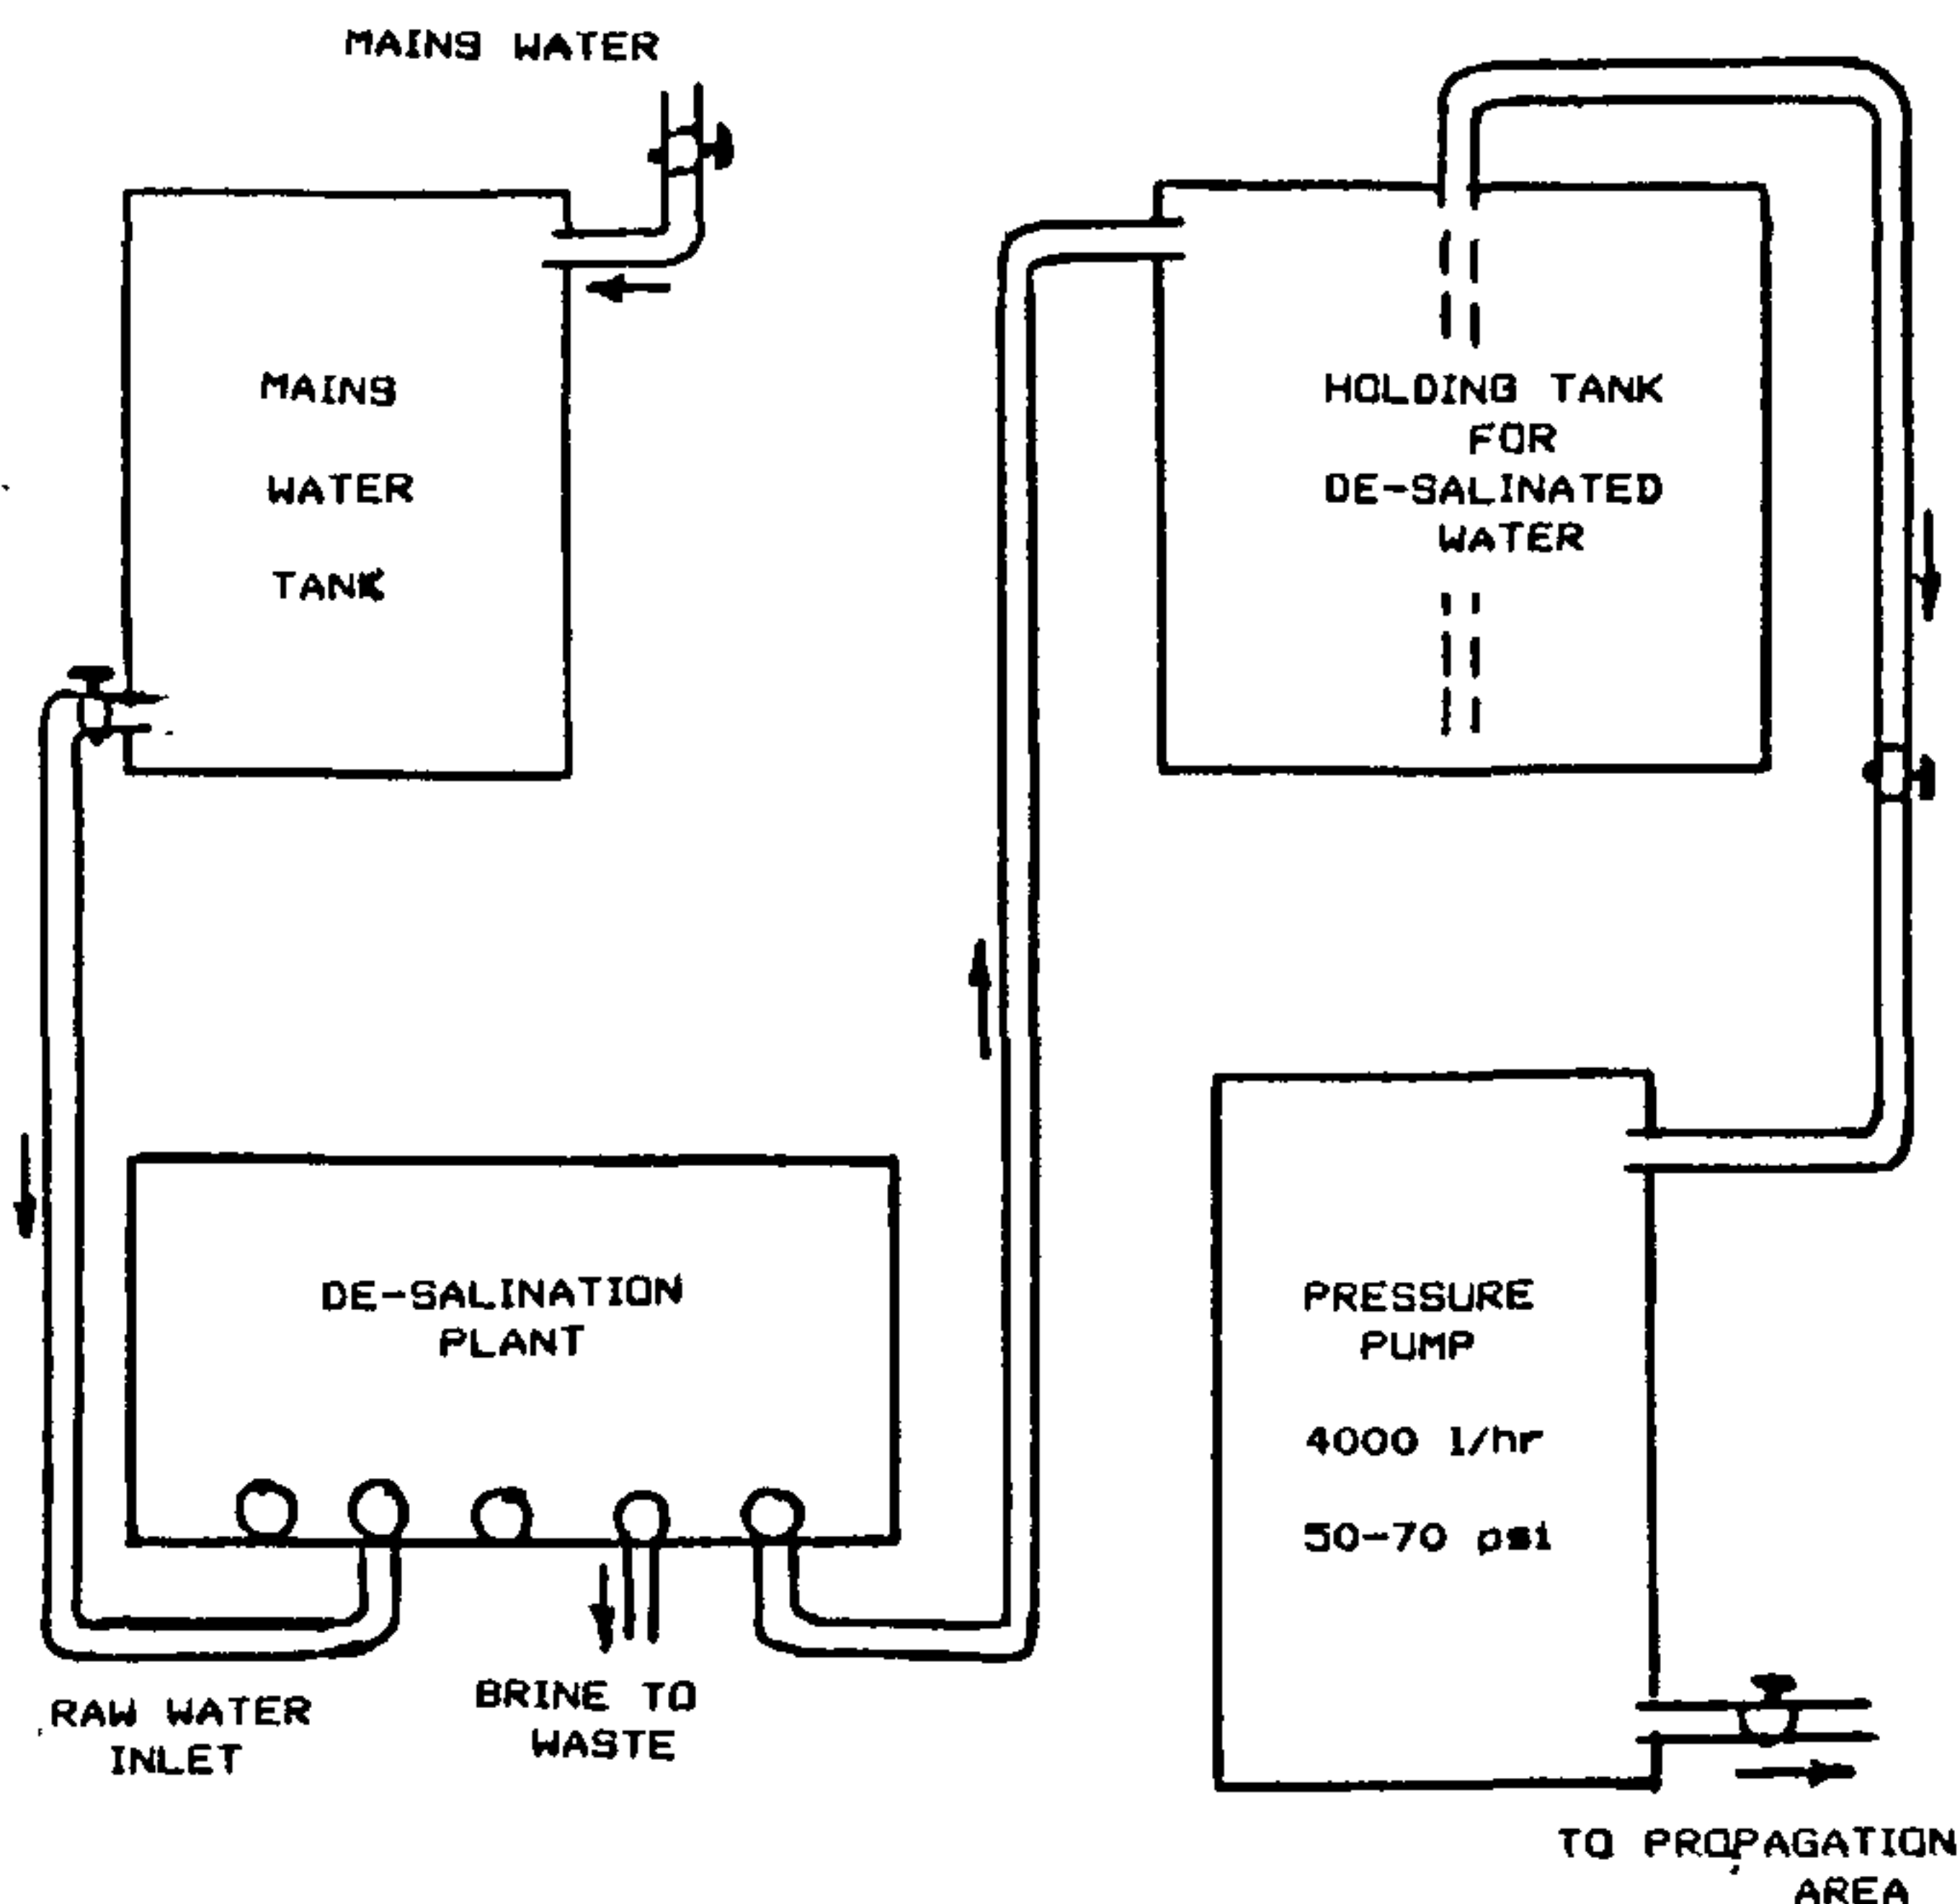 MAINS WATER
MAINS
WATER
TANK
HOLDING TANK
FOR
DE-SALINATED
WATER
DE-SALINATION
PLANT
PRESSURE
PUMP
4000 l/hr
50-70 psi
RAW WATER
INLET
BRINE TO
WASTE
TO PROPAGATION
AREA